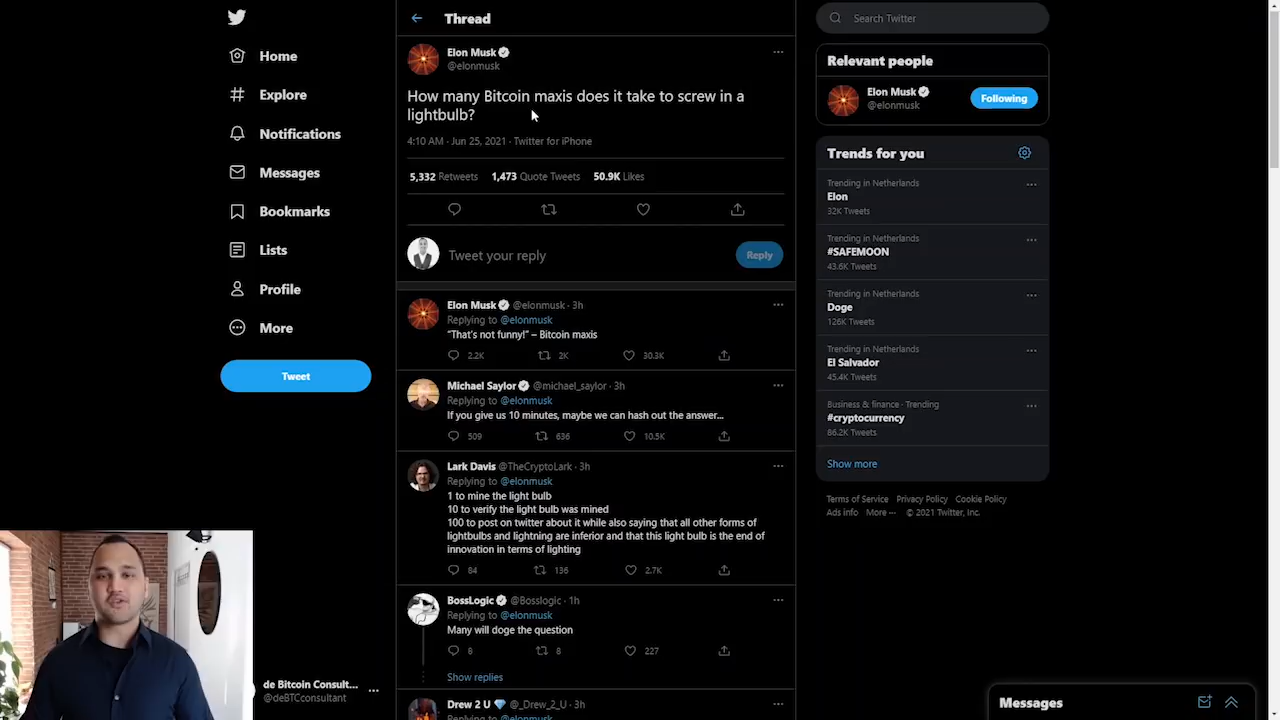 Home
Explore
Notifications
Messages
Bookmarks
Lists
Profile
More
Tweet
de Bitcoin Consult...
@deBTCconsultant
Thread
Elon Musk
@elonmusk
How many Bitcoin maxis does it take to screw in a
lightbulb?
4:10 AM · Jun 25, 2021 · Twitter for iPhone
5,332 Retweets 1,473 Quote Tweets 50.9K Likes
Tweet your reply
Reply
Elon Musk @elonmusk · 3h
Replying to @elonmusk
"That's not funny!" – Bitcoin maxis
2.2K 2K 30.3K
Michael Saylor @michael_saylor · 3h
Replying to @elonmusk
If you give us 10 minutes, maybe we can hash out the answer...
509 636 10.5K
Lark Davis @TheCryptoLark · 3h
Replying to @elonmusk
1 to mine the light bulb
10 to verify the light bulb was mined
100 to post on twitter about it while also saying that all other forms of
lightbulbs and lightning are inferior and that this light bulb is the end of
innovation in terms of lighting
84 136 2.7K
BossLogic @Bosslogic · 1h
Replying to @elonmusk
Many will doge the question
8 8 227
Show replies
Drew 2 U @_Drew_2_U · 3h
Replying to @elonmusk
Search Twitter
Relevant people
Elon Musk
@elonmusk
Following
Trends for you
Trending in Netherlands
Elon
32K Tweets
Trending in Netherlands
#SAFEMOON
43.6K Tweets
Trending in Netherlands
Doge
126K Tweets
Trending in Netherlands
El Salvador
45.4K Tweets
Business & finance · Trending
#cryptocurrency
86.2K Tweets
Show more
Terms of Service Privacy Policy Cookie Policy
Ads info More ··· © 2021 Twitter, Inc.
Messages